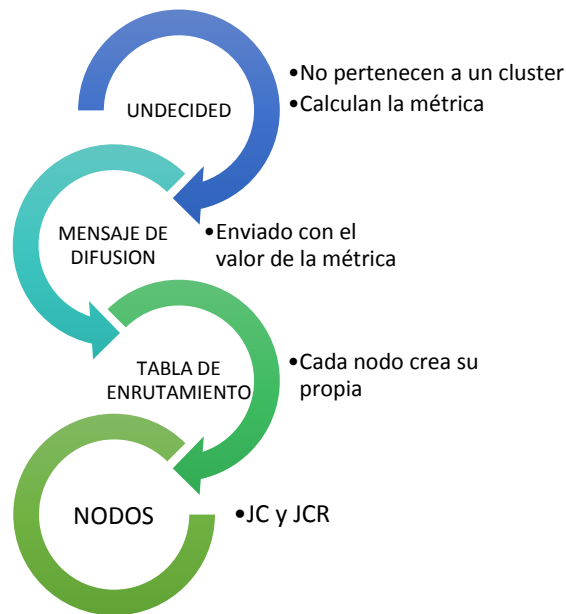 UNDECIDED
•No pertenecen a un cluster
•Calculan la métrica
MENSAJE DE
DIFUSION
•Enviado con el
valor de la métrica
TABLA DE
ENRUTAMIENTO
•Cada nodo crea su
propia
NODOS
•JC y JCR